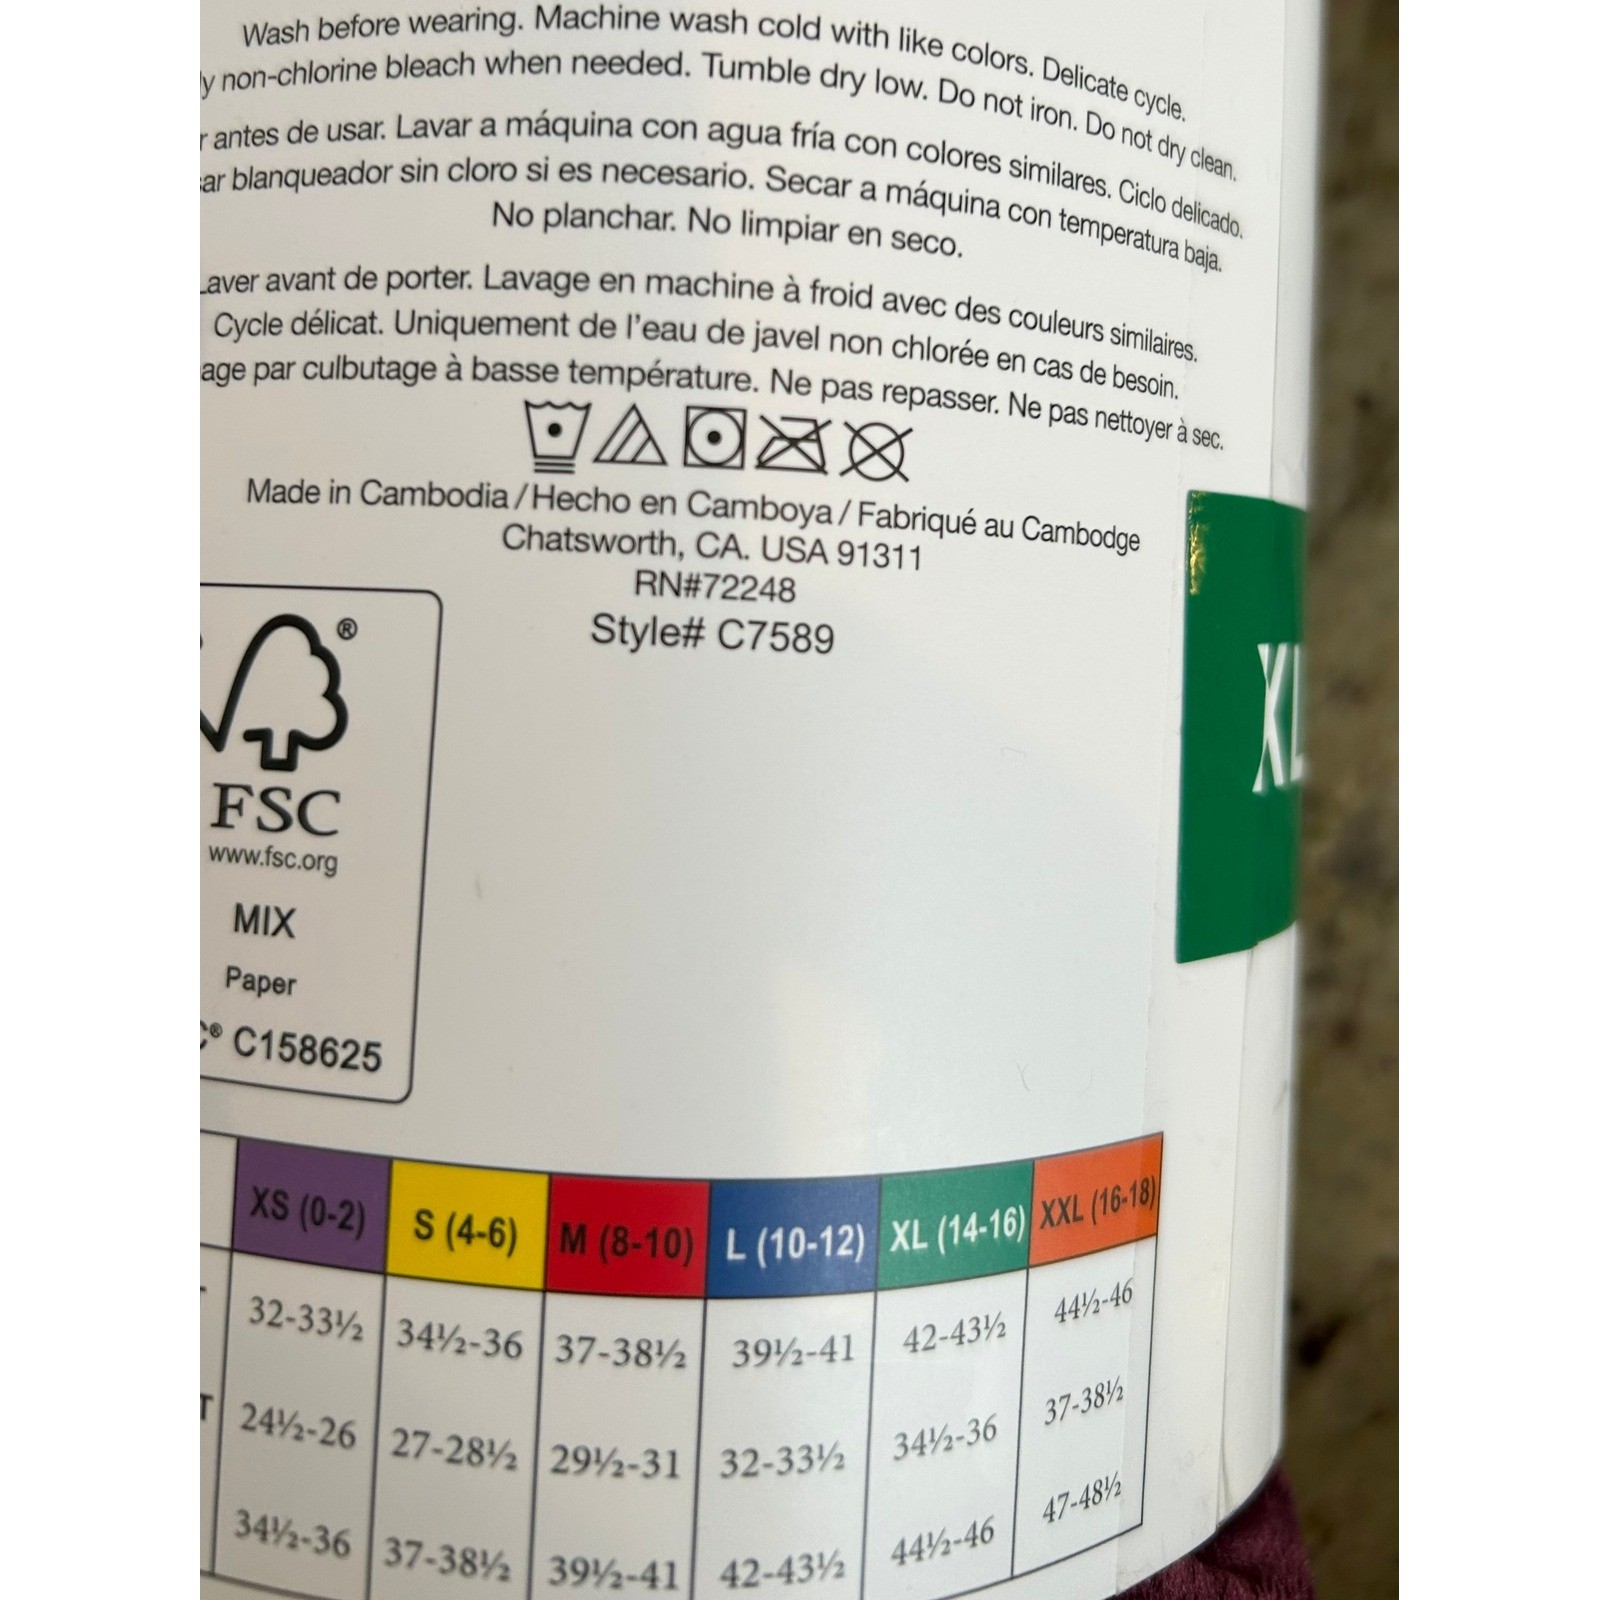 Wash before wearing. Machine wash cold with like colors. Delicate cycle.
y non-chlorine bleach when needed. Tumble dry low. Do not iron. Do not dry clean.
r antes de usar. Lavar a máquina con agua fría con colores similares. Ciclo delicado.
ar blanqueador sin cloro si es necesario. Secar a máquina con temperatura baja.
No planchar. No limpiar en seco.
Laver avant de porter. Lavage en machine à froid avec des couleurs similaires.
Cycle délicat. Uniquement de l'eau de javel non chlorée en cas de besoin.
age par culbutage à basse température. Ne pas repasser. Ne pas nettoyer à sec.
Made in Cambodia / Hecho en Camboya / Fabriqué au Cambodge
Chatsworth, CA. USA 91311
RN#72248
Style# C7589
XL
®
FSC
www.fsc.org
MIX
Paper
C® C158625
XS (0-2) S (4-6) M (8-10) L (10-12) XL (14-16) XXL (16-18)
32-33½ 34½-36 37-38½ 39½-41 42-43½ 44½-46
T 24½-26 27-28½ 29½-31 32-33½ 34½-36 37-38½
34½-36 37-38½ 39½-41 42-43½ 44½-46 47-48½